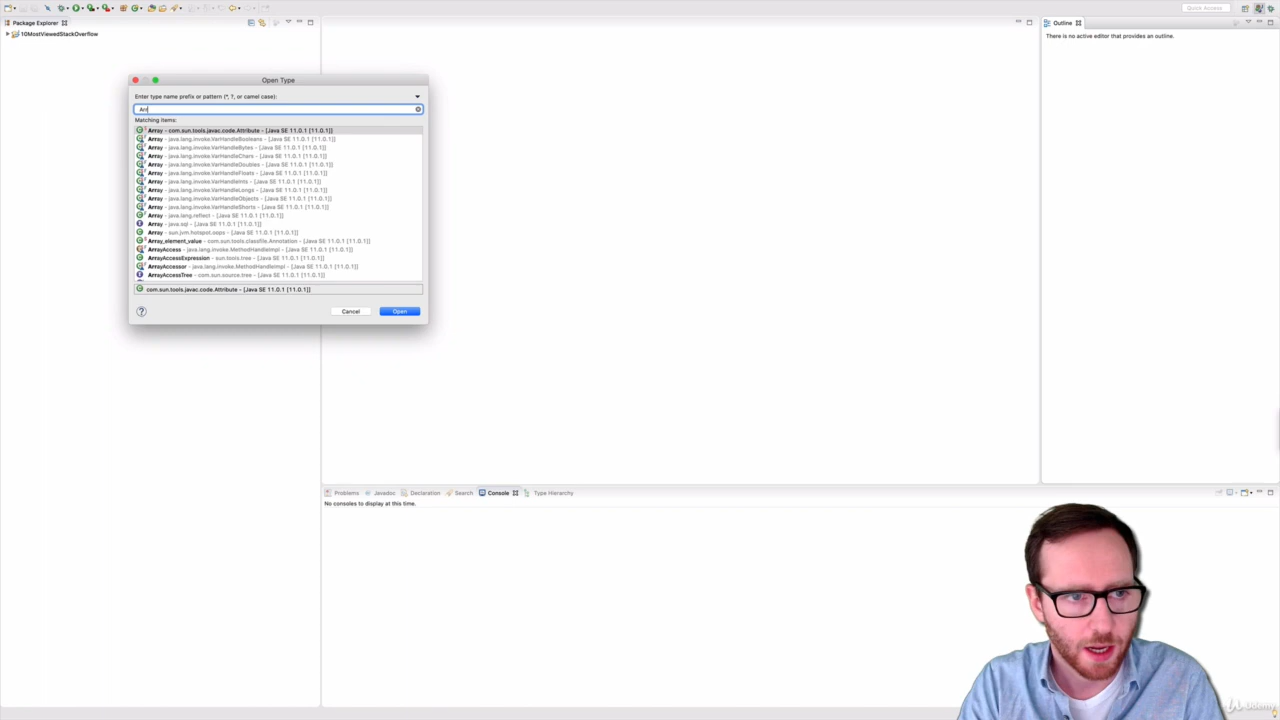 Quick Access
Package Explorer
10MostViewedStackOverflow
Outline
There is no active editor that provides an outline.
Open Type
Enter type name prefix or pattern (*, ?, or camel case):
Arr
Matching items:
Array - com.sun.tools.javac.code.Attribute - [Java SE 11.0.1 [11.0.1]]
Array - java.lang.invoke.VarHandleBooleans - [Java SE 11.0.1 [11.0.1]]
Array - java.lang.invoke.VarHandleBytes - [Java SE 11.0.1 [11.0.1]]
Array - java.lang.invoke.VarHandleChars - [Java SE 11.0.1 [11.0.1]]
Array - java.lang.invoke.VarHandleDoubles - [Java SE 11.0.1 [11.0.1]]
Array - java.lang.invoke.VarHandleFloats - [Java SE 11.0.1 [11.0.1]]
Array - java.lang.invoke.VarHandleInts - [Java SE 11.0.1 [11.0.1]]
Array - java.lang.invoke.VarHandleLongs - [Java SE 11.0.1 [11.0.1]]
Array - java.lang.invoke.VarHandleObjects - [Java SE 11.0.1 [11.0.1]]
Array - java.lang.invoke.VarHandleShorts - [Java SE 11.0.1 [11.0.1]]
Array - java.lang.reflect - [Java SE 11.0.1 [11.0.1]]
Array - java.sql - [Java SE 11.0.1 [11.0.1]]
Array - sun.jvm.hotspot.oops - [Java SE 11.0.1 [11.0.1]]
Array_element_value - com.sun.tools.classfile.Annotation - [Java SE 11.0.1 [11.0.1]]
ArrayAccess - java.lang.invoke.MethodHandleImpl - [Java SE 11.0.1 [11.0.1]]
ArrayAccessExpression - sun.tools.tree - [Java SE 11.0.1 [11.0.1]]
ArrayAccessor - java.lang.invoke.MethodHandleImpl - [Java SE 11.0.1 [11.0.1]]
ArrayAccessTree - com.sun.source.tree - [Java SE 11.0.1 [11.0.1]]
com.sun.tools.javac.code.Attribute - [Java SE 11.0.1 [11.0.1]]
? Cancel Open
Problems Javadoc Declaration Search Console Type Hierarchy
No consoles to display at this time.
Udemy